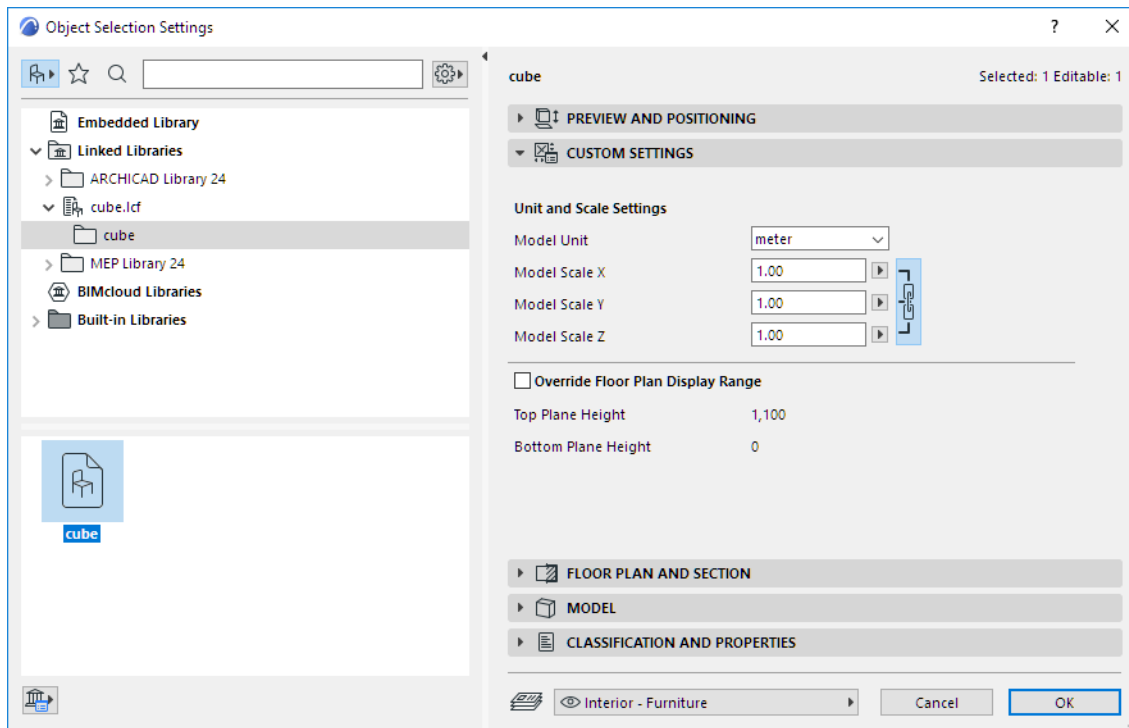 Object Selection Settings
?
cube
Selected: 1 Editable: 1
Embedded Library
Linked Libraries
ARCHICAD Library 24
cube.lcf
cube
MEP Library 24
BIMcloud Libraries
Built-in Libraries
cube
PREVIEW AND POSITIONING
CUSTOM SETTINGS
Unit and Scale Settings
Model Unit meter
Model Scale X 1.00
Model Scale Y 1.00
Model Scale Z 1.00
Override Floor Plan Display Range
Top Plane Height 1,100
Bottom Plane Height 0
FLOOR PLAN AND SECTION
MODEL
CLASSIFICATION AND PROPERTIES
Interior - Furniture
Cancel
OK